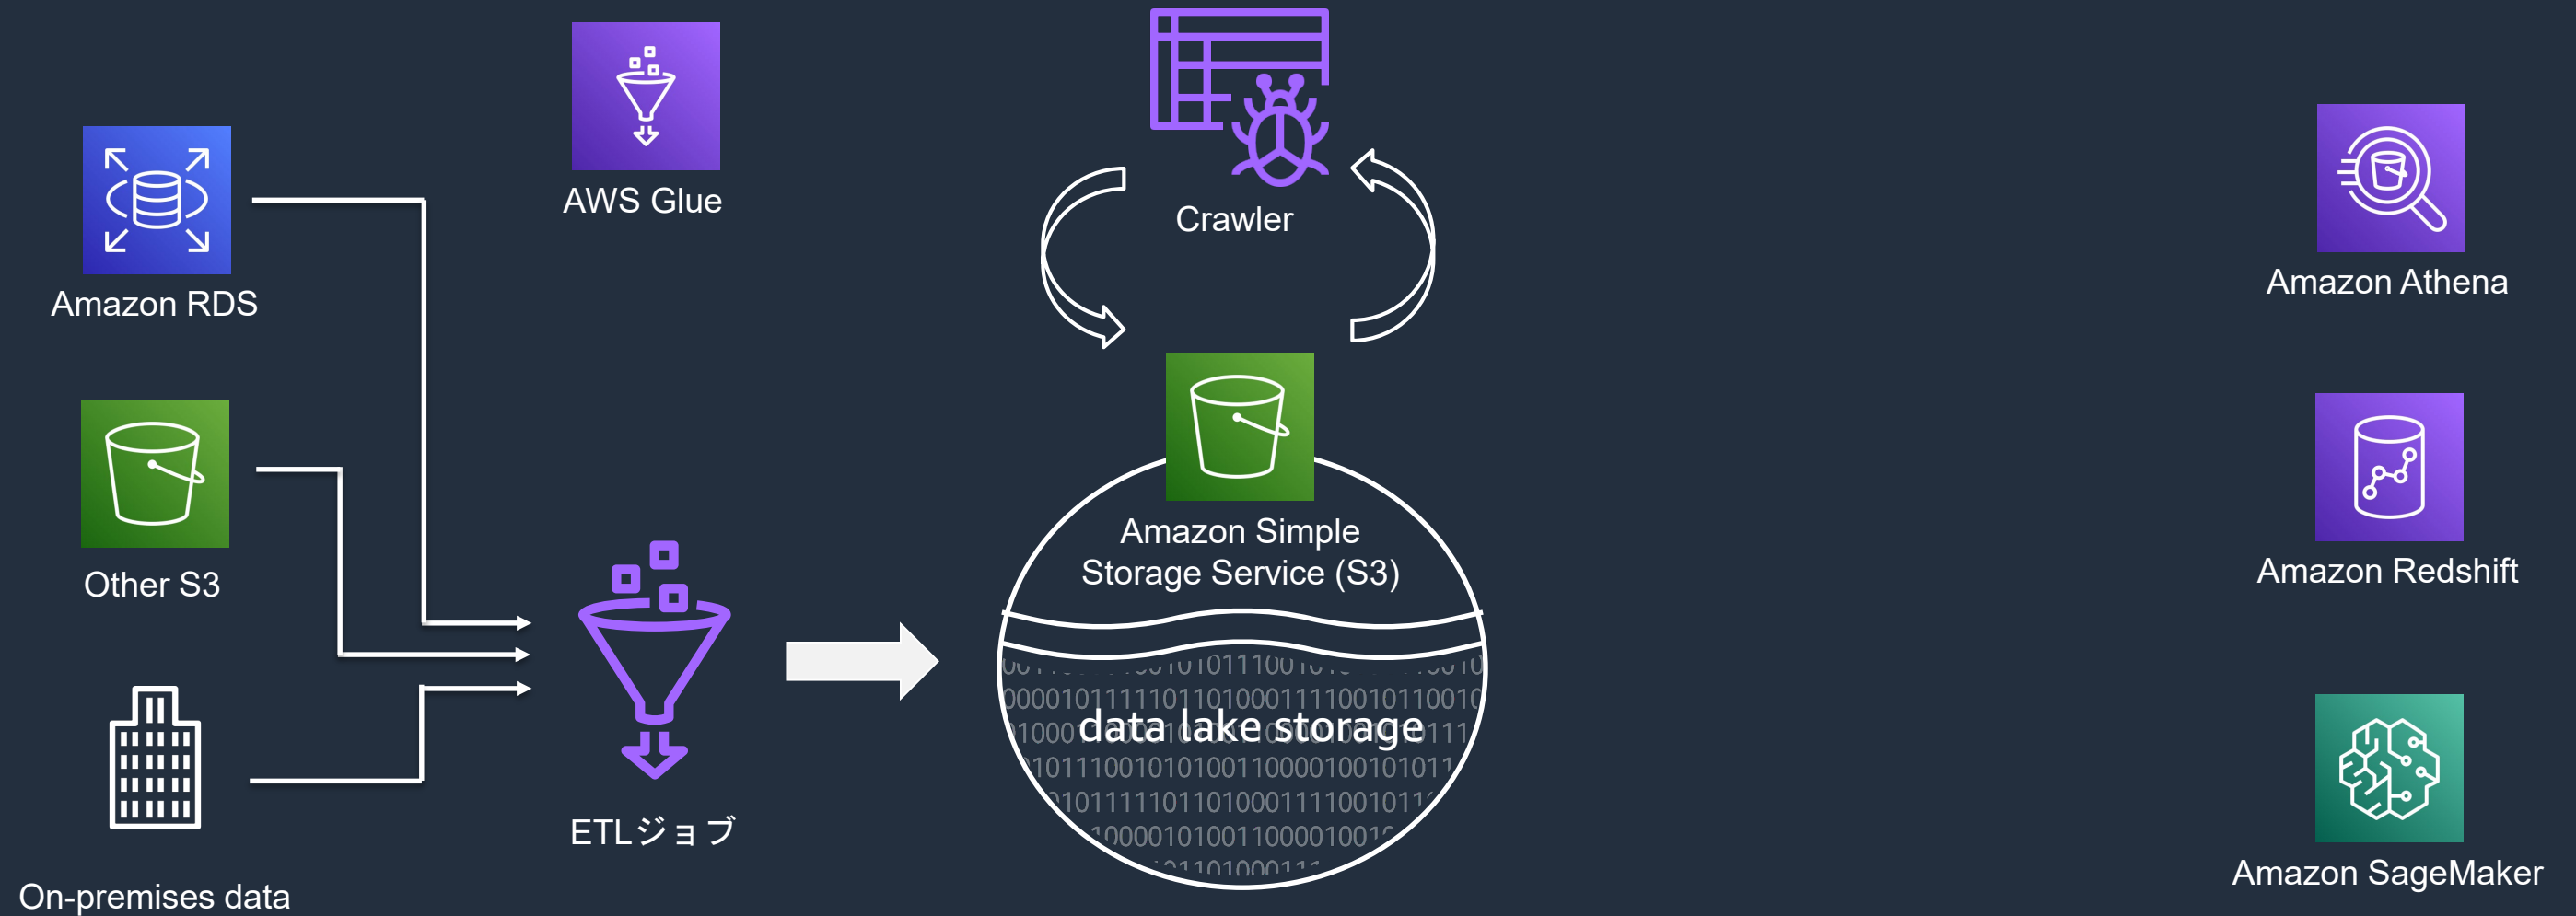 AWS Glue
Amazon RDS
Other S3
On-premises data
ETLジョブ
Crawler
Amazon Simple
Storage Service (S3)
data lake storage
Amazon Athena
Amazon Redshift
Amazon SageMaker